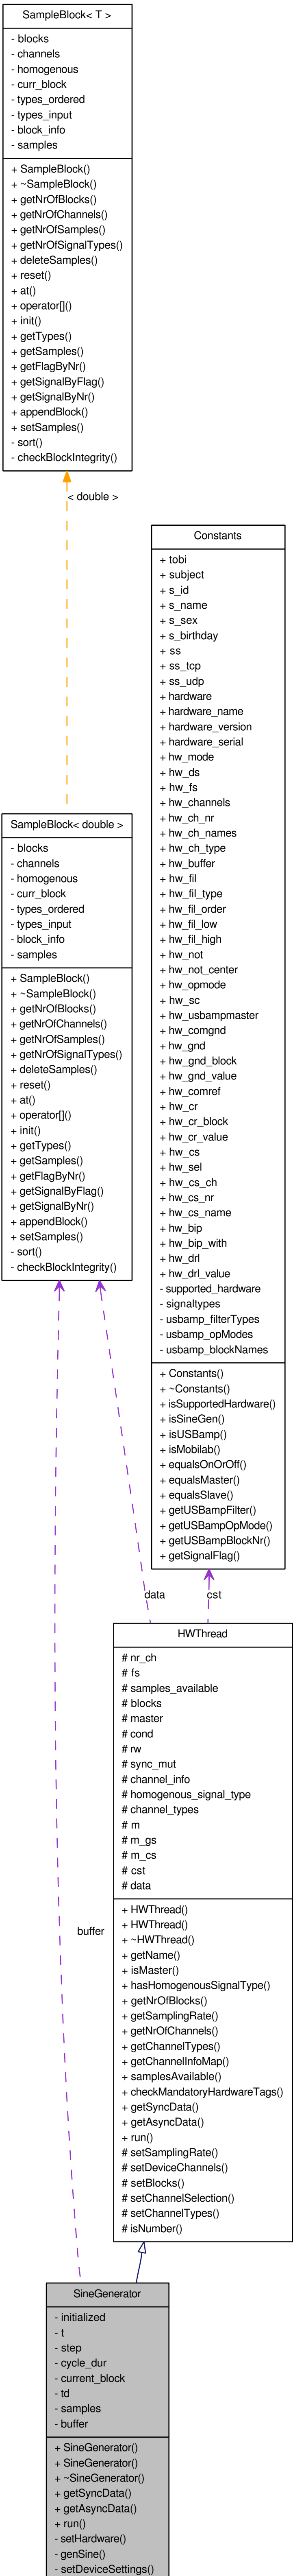 SampleBlock< T >
- blocks
- channels
- homogenous
- curr_block
- types_ordered
- types_input
- block_info
- samples
+ SampleBlock()
+ ~SampleBlock()
+ getNrOfBlocks()
+ getNrOfChannels()
+ getNrOfSamples()
+ getNrOfSignalTypes()
+ deleteSamples()
+ reset()
+ at()
+ operator[]()
+ init()
+ getTypes()
+ getSamples()
+ getFlagByNr()
+ getSignalByFlag()
+ getSignalByNr()
+ appendBlock()
+ setSamples()
- sort()
- checkBlockIntegrity()
< double >
Constants
+ tobi
+ subject
+ s_id
+ s_name
+ s_sex
+ s_birthday
+ ss
+ ss_tcp
+ ss_udp
+ hardware
+ hardware_name
+ hardware_version
+ hardware_serial
+ hw_mode
+ hw_ds
+ hw_fs
+ hw_channels
+ hw_ch_nr
+ hw_ch_names
+ hw_ch_type
+ hw_buffer
+ hw_fil
+ hw_fil_type
+ hw_fil_order
+ hw_fil_low
+ hw_fil_high
+ hw_not
+ hw_not_center
+ hw_opmode
+ hw_sc
+ hw_usbampmaster
+ hw_comgnd
+ hw_gnd
+ hw_gnd_block
+ hw_gnd_value
+ hw_comref
+ hw_cr
+ hw_cr_block
+ hw_cr_value
+ hw_cs
+ hw_sel
+ hw_cs_ch
+ hw_cs_nr
+ hw_cs_name
+ hw_bip
+ hw_bip_with
+ hw_drl
+ hw_drl_value
- supported_hardware
- signaltypes
- usbamp_filterTypes
- usbamp_opModes
- usbamp_blockNames
+ Constants()
+ ~Constants()
+ isSupportedHardware()
+ isSineGen()
+ isUSBamp()
+ isMobilab()
+ equalsOnOrOff()
+ equalsMaster()
+ equalsSlave()
+ getUSBampFilter()
+ getUSBampOpMode()
+ getUSBampBlockNr()
+ getSignalFlag()
SampleBlock< double >
- blocks
- channels
- homogenous
- curr_block
- types_ordered
- types_input
- block_info
- samples
+ SampleBlock()
+ ~SampleBlock()
+ getNrOfBlocks()
+ getNrOfChannels()
+ getNrOfSamples()
+ getNrOfSignalTypes()
+ deleteSamples()
+ reset()
+ at()
+ operator[]()
+ init()
+ getTypes()
+ getSamples()
+ getFlagByNr()
+ getSignalByFlag()
+ getSignalByNr()
+ appendBlock()
+ setSamples()
- sort()
- checkBlockIntegrity()
data
cst
HWThread
# nr_ch
# fs
# samples_available
# blocks
# master
# cond
# rw
# sync_mut
# channel_info
# homogenous_signal_type
# channel_types
# m
# m_gs
# m_cs
# cst
# data
+ HWThread()
+ HWThread()
+ ~HWThread()
+ getName()
+ isMaster()
+ hasHomogenousSignalType()
+ getNrOfBlocks()
+ getSamplingRate()
+ getNrOfChannels()
+ getChannelTypes()
+ getChannelInfoMap()
+ samplesAvailable()
+ checkMandatoryHardwareTags()
+ getSyncData()
+ getAsyncData()
+ run()
# setSamplingRate()
# setDeviceChannels()
# setBlocks()
# setChannelSelection()
# setChannelTypes()
# isNumber()
buffer
SineGenerator
- initialized
- t
- step
- cycle_dur
- current_block
- td
- samples
- buffer
+ SineGenerator()
+ SineGenerator()
+ ~SineGenerator()
+ getSyncData()
+ getAsyncData()
+ run()
- setHardware()
- genSine()
- setDeviceSettings()